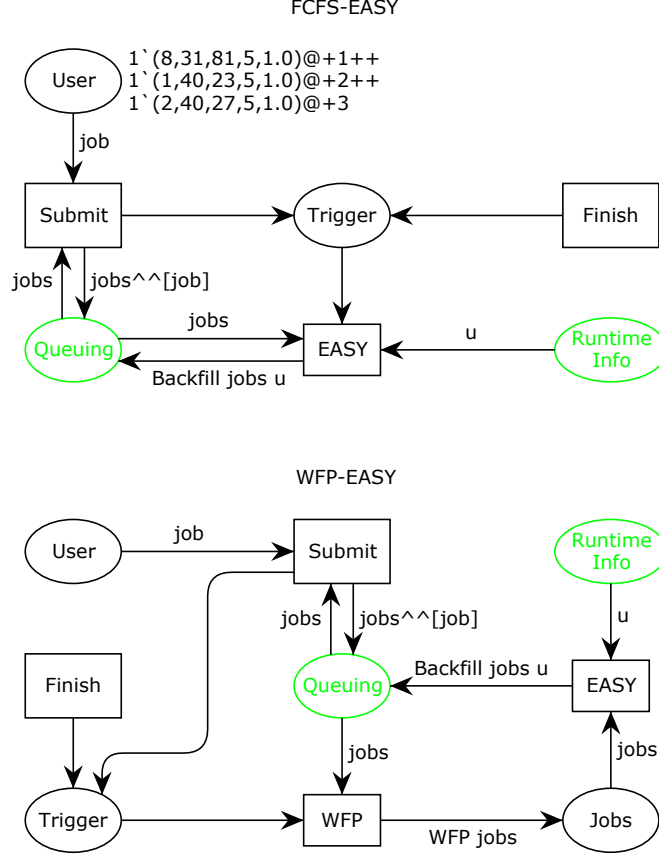 FCFS-EASY
User
1`(8,31,81,5,1.0)@+1++
1`(1,40,23,5,1.0)@+2++
1`(2,40,27,5,1.0)@+3
job
Submit
Trigger
Finish
jobs
jobs^^[job]
jobs
u
Queuing
EASY
Runtime
Info
Backfill jobs u
WFP-EASY
User
job
Submit
Runtime
Info
jobs
jobs^^[job]
u
Finish
Queuing
Backfill jobs u
EASY
jobs
jobs
Trigger
WFP
WFP jobs
Jobs